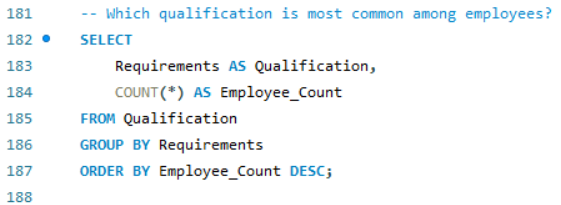 181 -- Which qualification is most common among employees?
182 SELECT
183 Requirements AS Qualification,
184 COUNT(*) AS Employee_Count
185 FROM Qualification
186 GROUP BY Requirements
187 ORDER BY Employee_Count DESC;
188